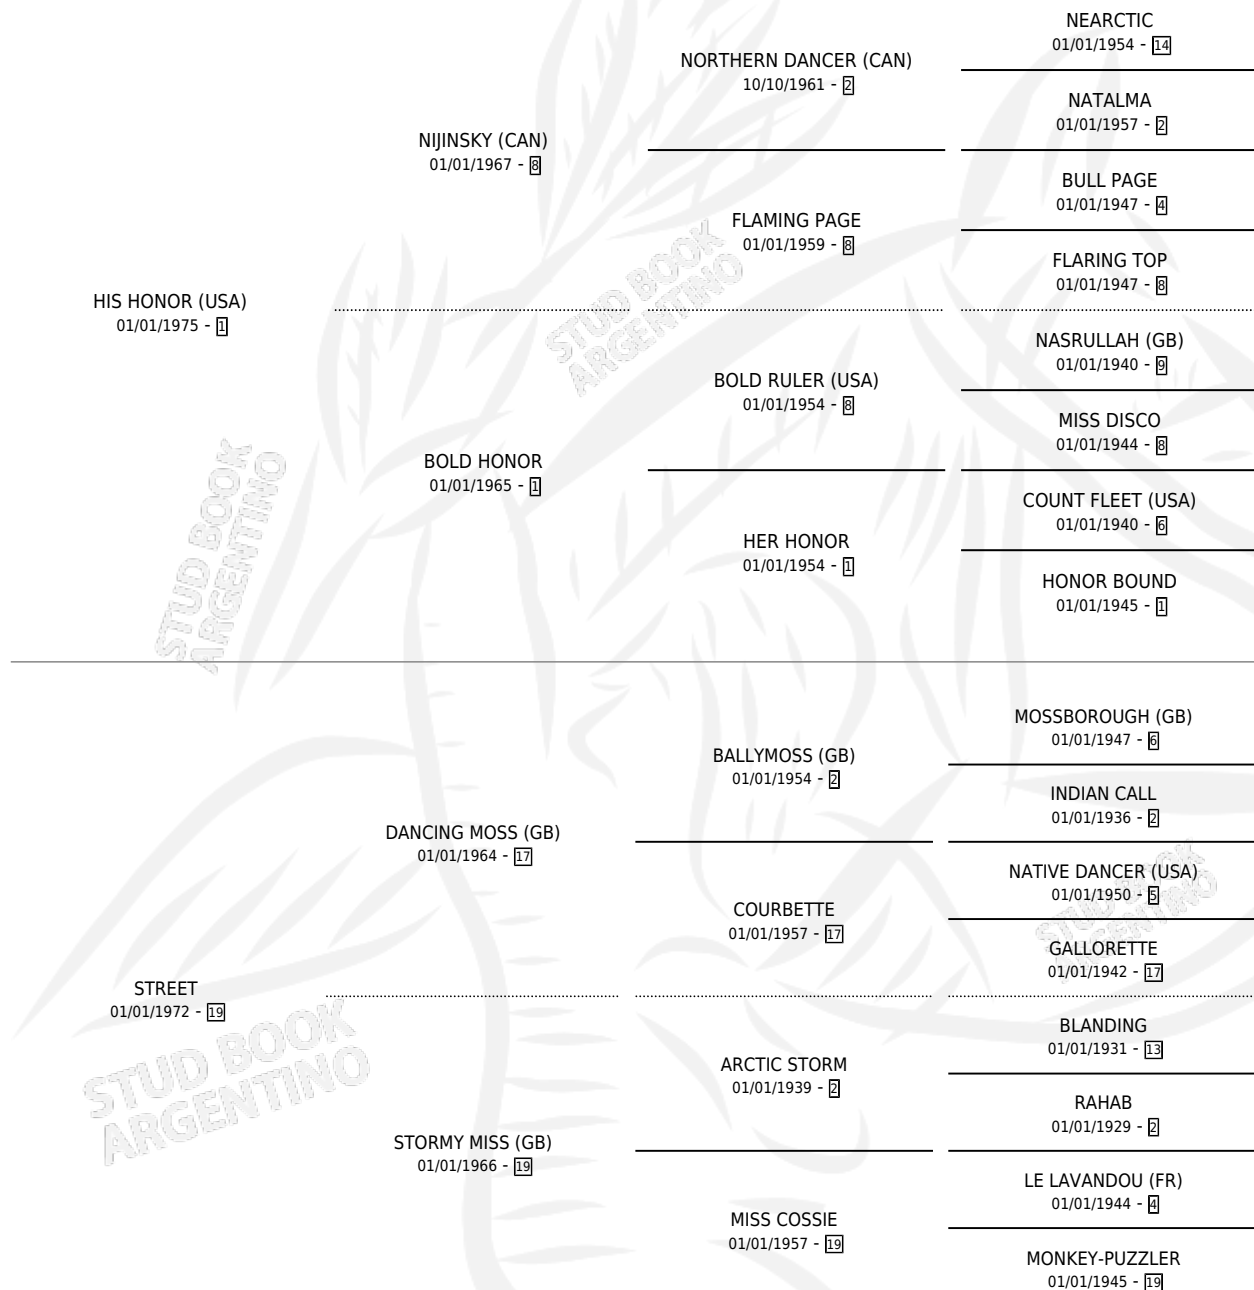 NEARCTIC
01/01/1954 - 14
NORTHERN DANCER (CAN)
10/10/1961 - 2
NATALMA
01/01/1957 - 2
NIJINSKY (CAN)
01/01/1967 - 8
BULL PAGE
01/01/1947 - 4
FLAMING PAGE
01/01/1959 - 8
FLARING TOP
01/01/1947 - 8
HIS HONOR (USA)
01/01/1975 - 1
STUD BOOK
ARGENTINO
NASRULLAH (GB)
01/01/1940 - 9
BOLD RULER (USA)
01/01/1954 - 8
MISS DISCO
01/01/1944 - 8
BOLD HONOR
01/01/1965 - 1
COUNT FLEET (USA)
01/01/1940 - 6
HER HONOR
01/01/1954 - 1
HONOR BOUND
01/01/1945 - 1
STUD BOOK
ARGENTINO
MOSSBOROUGH (GB)
01/01/1947 - 6
BALLYMOSS (GB)
01/01/1954 - 2
INDIAN CALL
01/01/1936 - 2
DANCING MOSS (GB)
01/01/1964 - 17
NATIVE DANCER (USA)
01/01/1950 - 5
STUD BOOK
ARGENTINO
COURBETTE
01/01/1957 - 17
GALLORETTE
01/01/1942 - 17
STREET
01/01/1972 - 19
BLANDING
01/01/1931 - 13
ARCTIC STORM
01/01/1939 - 2
RAHAB
01/01/1929 - 2
STUD BOOK
ARGENTINO
STORMY MISS (GB)
01/01/1966 - 19
LE LAVANDOU (FR)
01/01/1944 - 4
MISS COSSIE
01/01/1957 - 19
MONKEY-PUZZLER
01/01/1945 - 19